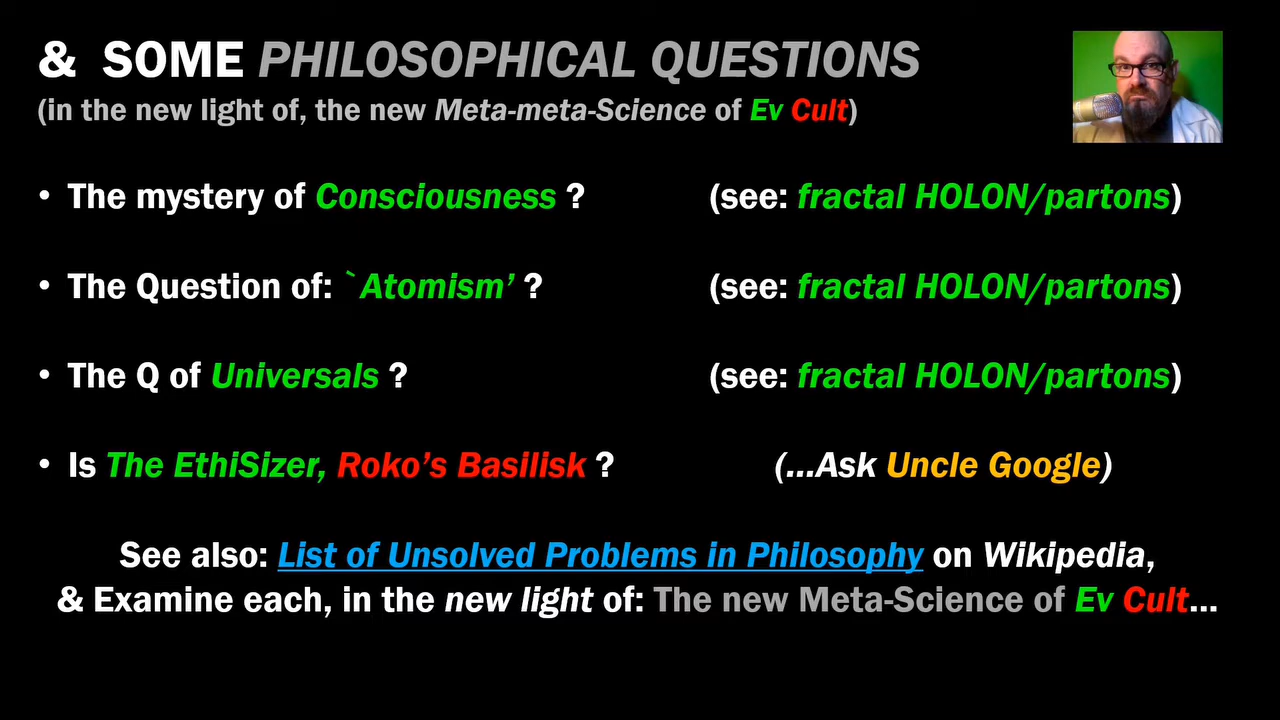 & SOME PHILOSOPHICAL QUESTIONS
(in the new light of, the new Meta-meta-Science of Ev Cult)
• The mystery of Consciousness ? (see: fractal HOLON/partons)
• The Question of: `Atomism’ ? (see: fractal HOLON/partons)
• The Q of Universals ? (see: fractal HOLON/partons)
• Is The EthiSizer, Roko’s Basilisk ? (...Ask Uncle Google)
See also: List of Unsolved Problems in Philosophy on Wikipedia,
& Examine each, in the new light of: The new Meta-Science of Ev Cult...